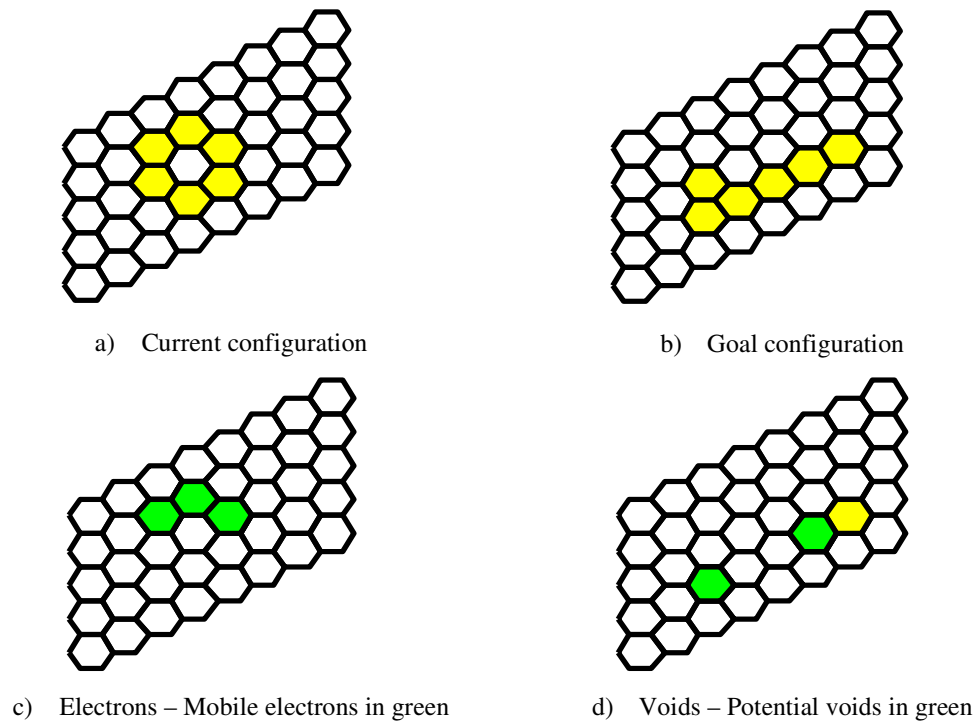 a) Current configuration
b) Goal configuration
c) Electrons – Mobile electrons in green
d) Voids – Potential voids in green